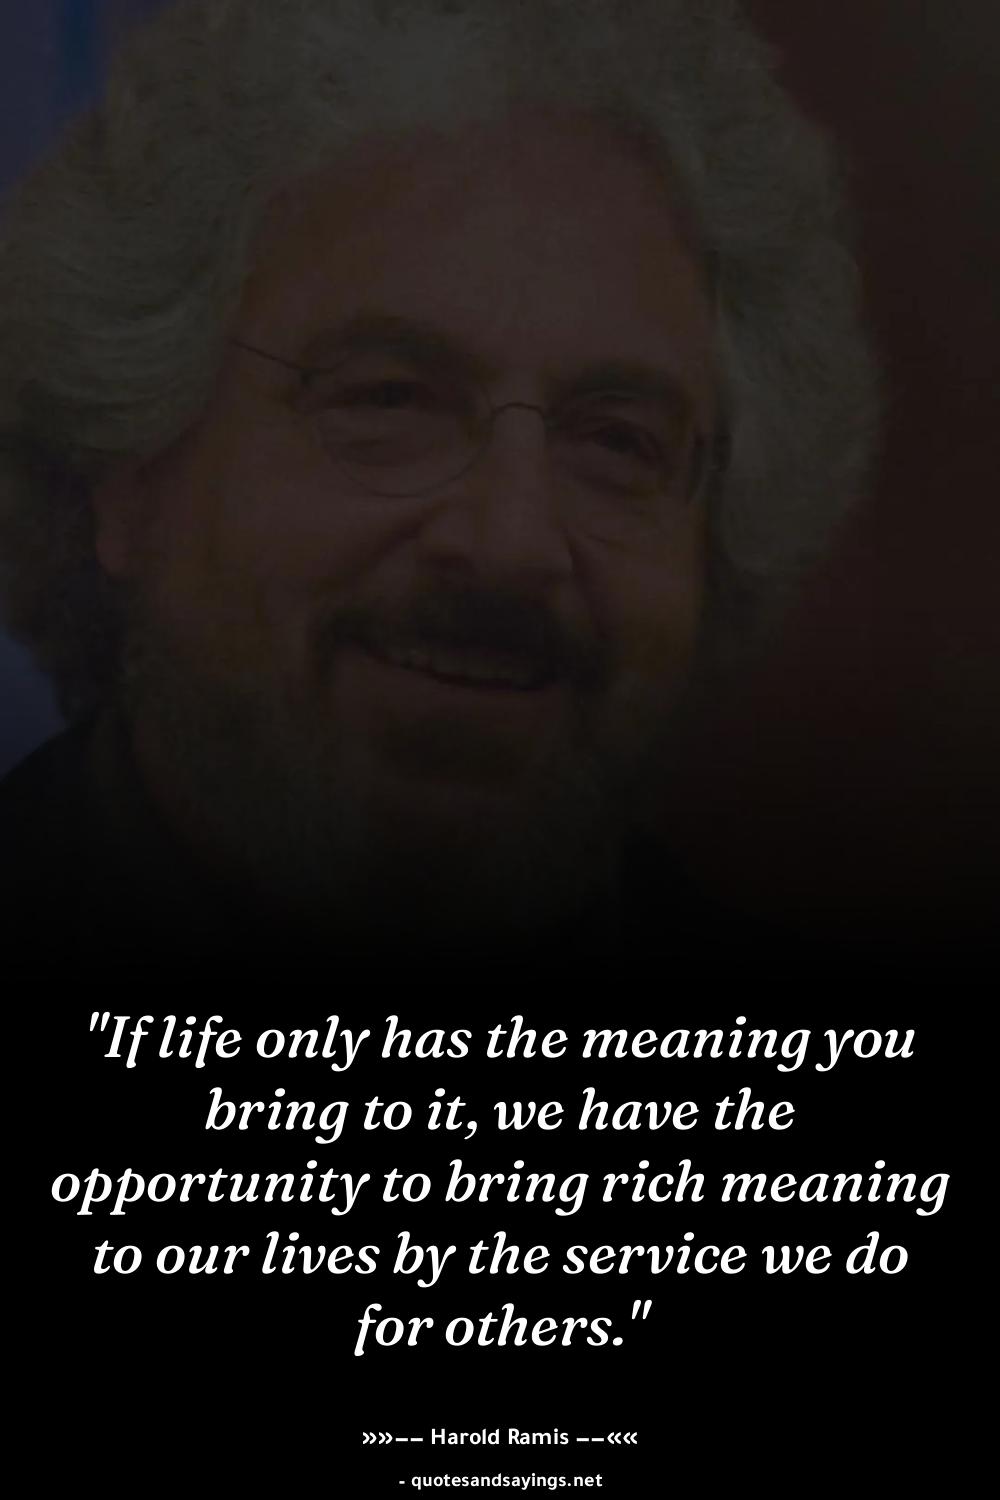 "If life only has the meaning you
bring to it, we have the
opportunity to bring rich meaning
to our lives by the service we do
for others."
»»−− Harold Ramis −−««
- quotesandsayings.net